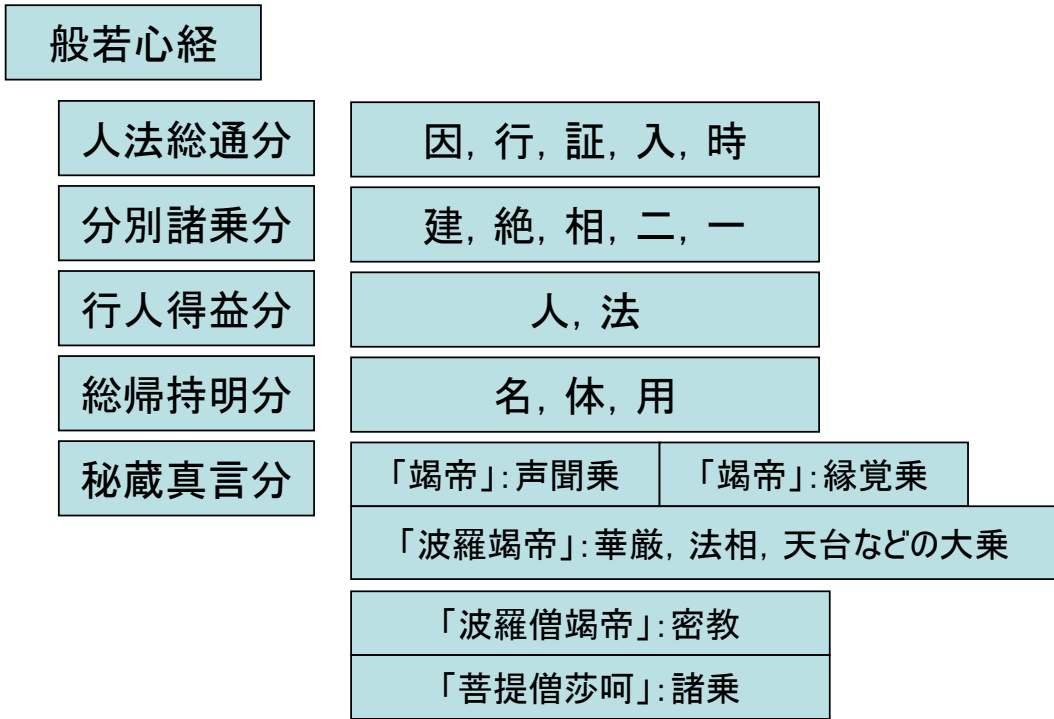 般若心経
人法総通分
因, 行, 証, 入, 時
分別諸乗分
建, 絶, 相, 二, 一
行人得益分
人, 法
総帰持明分
名, 体, 用
秘蔵真言分
「竭帝」：声聞乗
「竭帝」：縁覚乗
「波羅竭帝」：華厳, 法相, 天台などの大乗
「波羅僧竭帝」：密教
「菩提僧莎呵」：諸乗